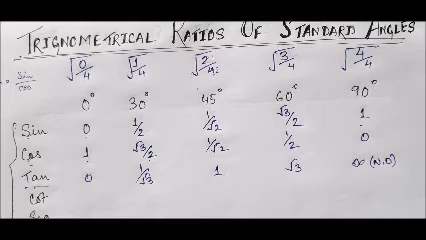 TRIGNOMETRICAL RATIOS OF STANDARD ANGLES
√0/4 √1/4 √2/4 √3/4 √4/4
Sin/Cos
0° 30° 45° 60° 90°
Sin 0 1/2 1/√2 √3/2 1
Cos 1 √3/2 1/√2 1/2 0
Tan 0 1/√3 1 √3 ∞ (N.D)
Cot